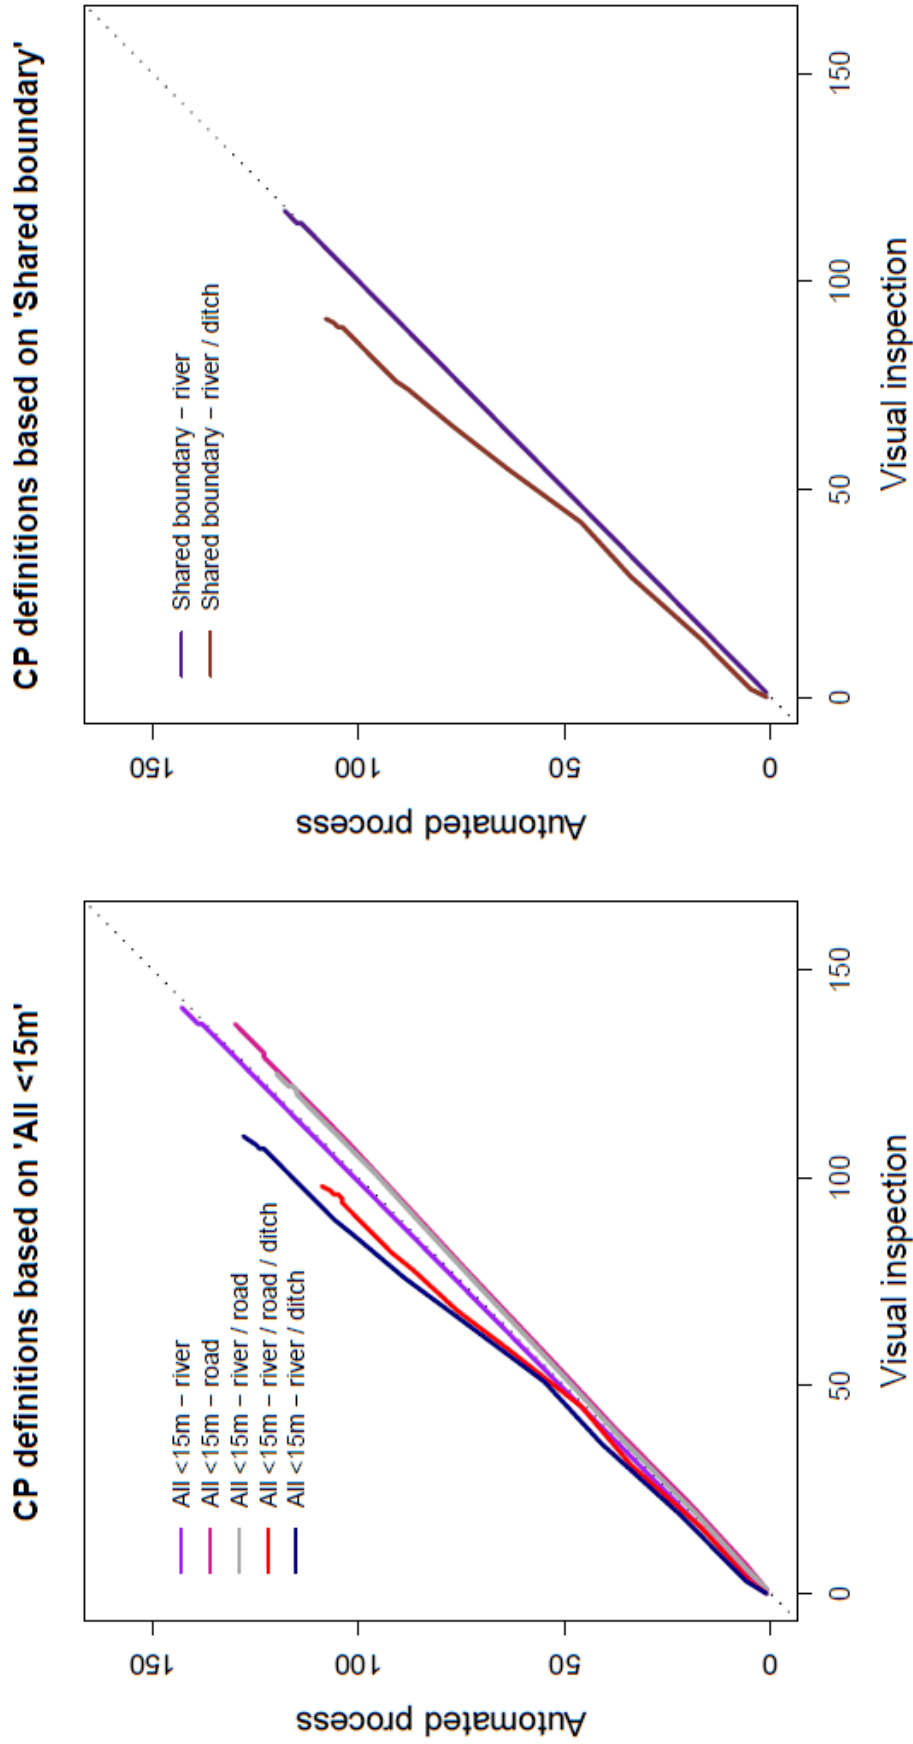 CP definitions based on 'All <15m'
All <15m – river
All <15m – road
All <15m – river / road
All <15m – river / road / ditch
All <15m – river / ditch
Automated process
0
50
100
150
0
50
100
150
Visual inspection
CP definitions based on 'Shared boundary'
Shared boundary – river
Shared boundary – river / ditch
Automated process
0
50
100
150
0
50
100
150
Visual inspection